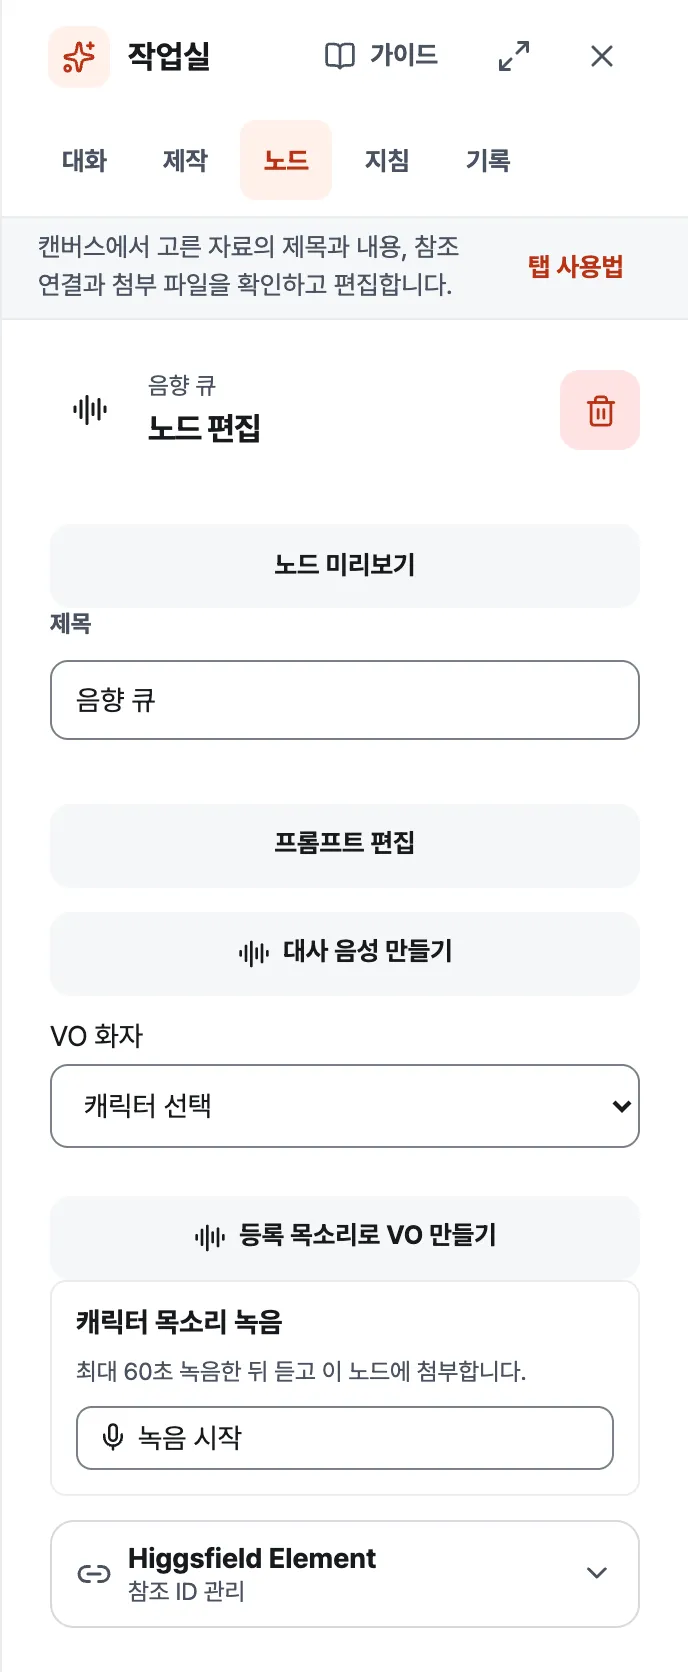 작업실
가이드
대화
제작
노드
지침
기록
캔버스에서 고른 자료의 제목과 내용, 참조
연결과 첨부 파일을 확인하고 편집합니다.
탭 사용법
음향 큐
노드 편집
노드 미리보기
제목
음향 큐
프롬프트 편집
대사 음성 만들기
VO 화자
캐릭터 선택
등록 목소리로 VO 만들기
캐릭터 목소리 녹음
최대 60초 녹음한 뒤 듣고 이 노드에 첨부합니다.
녹음 시작
Higgsfield Element
참조 ID 관리